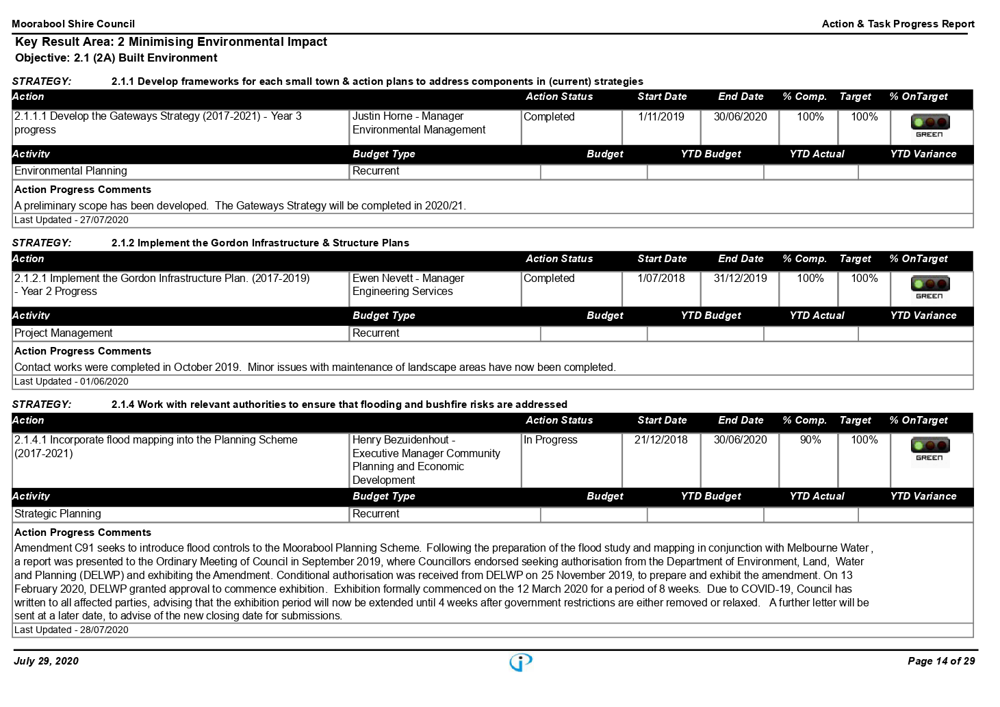 Moorabool Shire Council Action & Task Progress Report
Key Result Area: 2 Minimising Environmental Impact
Objective: 2.1 (2A) Built Environment
STRATEGY: 2.1.1 Develop frameworks for each small town & action plans to address components in (current) strategies
Action Action Status Start Date End Date % Comp. Target % OnTarget
2.1.1.1 Develop the Gateways Strategy (2017-2021) - Year 3 Justin Horne - Manager Completed 1/11/2019 30/06/2020 100% 100%
progress Environmental Management GREEN
Activity Budget Type Budget YTD Budget YTD Actual YTD Variance
Environmental Planning Recurrent
Action Progress Comments
A preliminary scope has been developed.  The Gateways Strategy will be completed in 2020/21.
Last Updated - 27/07/2020
STRATEGY: 2.1.2 Implement the Gordon Infrastructure & Structure Plans
Action Action Status Start Date End Date % Comp. Target % OnTarget
2.1.2.1 Implement the Gordon Infrastructure Plan. (2017-2019) Ewen Nevett - Manager Completed 1/07/2018 31/12/2019 100% 100%
- Year 2 Progress Engineering Services GREEN
Activity Budget Type Budget YTD Budget YTD Actual YTD Variance
Project Management Recurrent
Action Progress Comments
Contact works were completed in October 2019.  Minor issues with maintenance of landscape areas have now been completed.
Last Updated - 01/06/2020
STRATEGY: 2.1.4 Work with relevant authorities to ensure that flooding and bushfire risks are addressed
Action Action Status Start Date End Date % Comp. Target % OnTarget
2.1.4.1 Incorporate flood mapping into the Planning Scheme Henry Bezuidenhout - In Progress 21/12/2018 30/06/2020 90% 100%
(2017-2021) Executive Manager Community GREEN
Planning and Economic
Development
Activity Budget Type Budget YTD Budget YTD Actual YTD Variance
Strategic Planning Recurrent
Action Progress Comments
Amendment C91 seeks to introduce flood controls to the Moorabool Planning Scheme.  Following the preparation of the flood study and mapping in conjunction with Melbourne Water ,
a report was presented to the Ordinary Meeting of Council in September 2019, where Councillors endorsed seeking authorisation from the Department of Environment, Land,  Water
and Planning (DELWP) and exhibiting the Amendment. Conditional authorisation was received from DELWP on 25 November 2019, to prepare and exhibit the amendment. On 13
February 2020, DELWP granted approval to commence exhibition.  Exhibition formally commenced on the 12 March 2020 for a period of 8 weeks.  Due to COVID-19, Council has
written to all affected parties, advising that the exhibition period will now be extended until 4 weeks after government restrictions are either removed or relaxed.   A further letter will be
sent at a later date, to advise of the new closing date for submissions.
Last Updated - 28/07/2020
July 29, 2020 Page 14 of 29